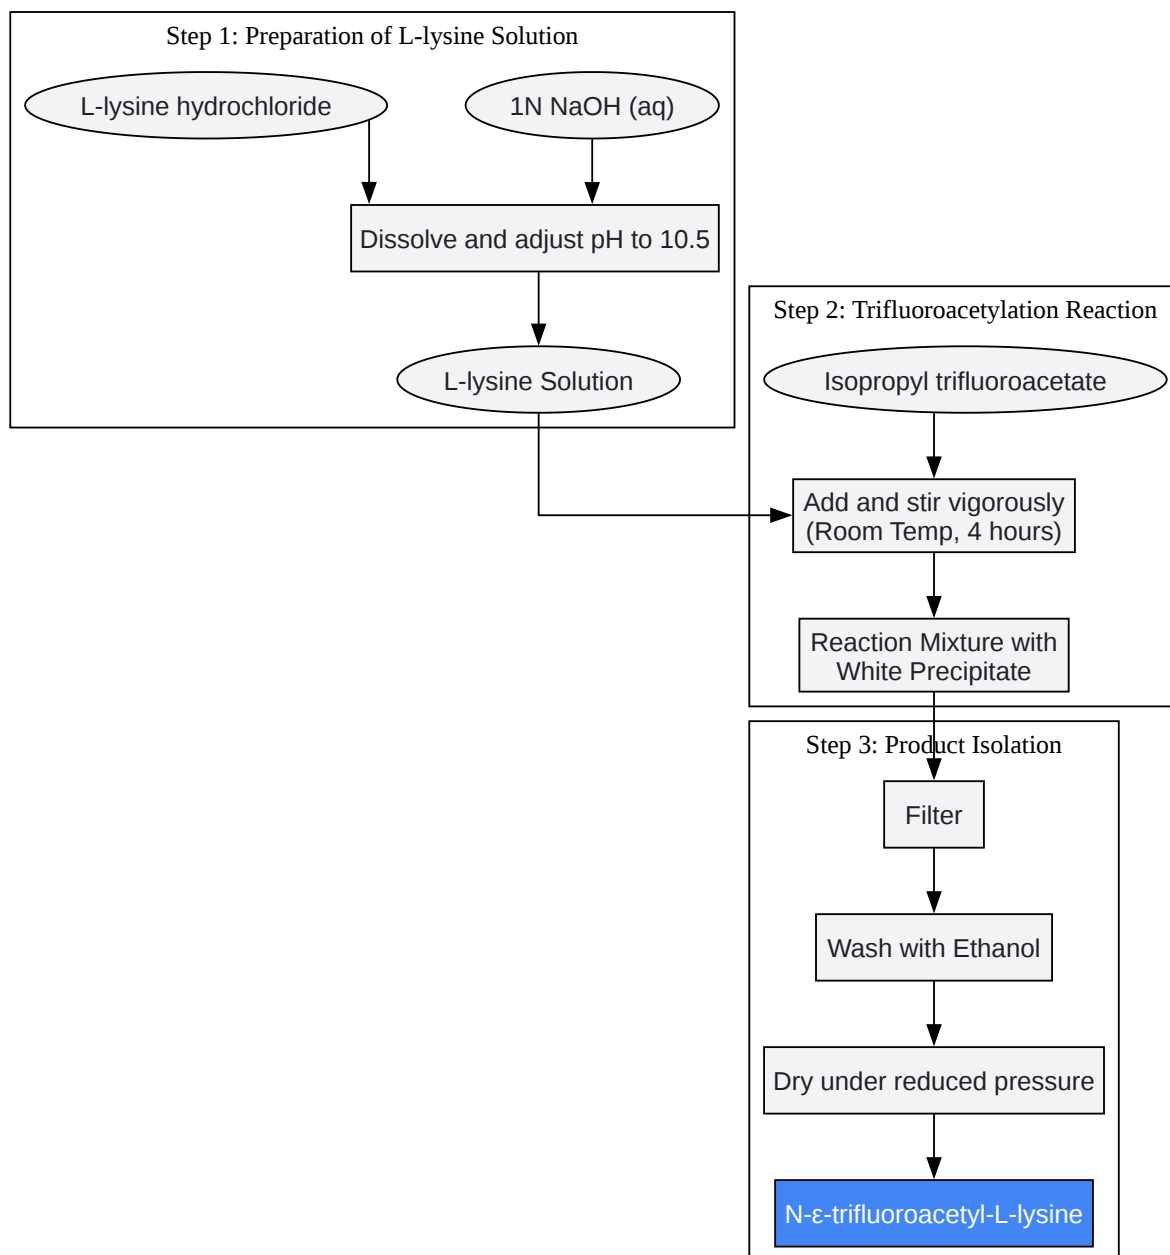 Step 1: Preparation of L-lysine Solution
L-lysine hydrochloride
1N NaOH (aq)
Dissolve and adjust pH to 10.5
L-lysine Solution
Step 2: Trifluoroacetylation Reaction
Isopropyl trifluoroacetate
Add and stir vigorously
(Room Temp, 4 hours)
Reaction Mixture with
White Precipitate
Step 3: Product Isolation
Filter
Wash with Ethanol
Dry under reduced pressure
N-ε-trifluoroacetyl-L-lysine